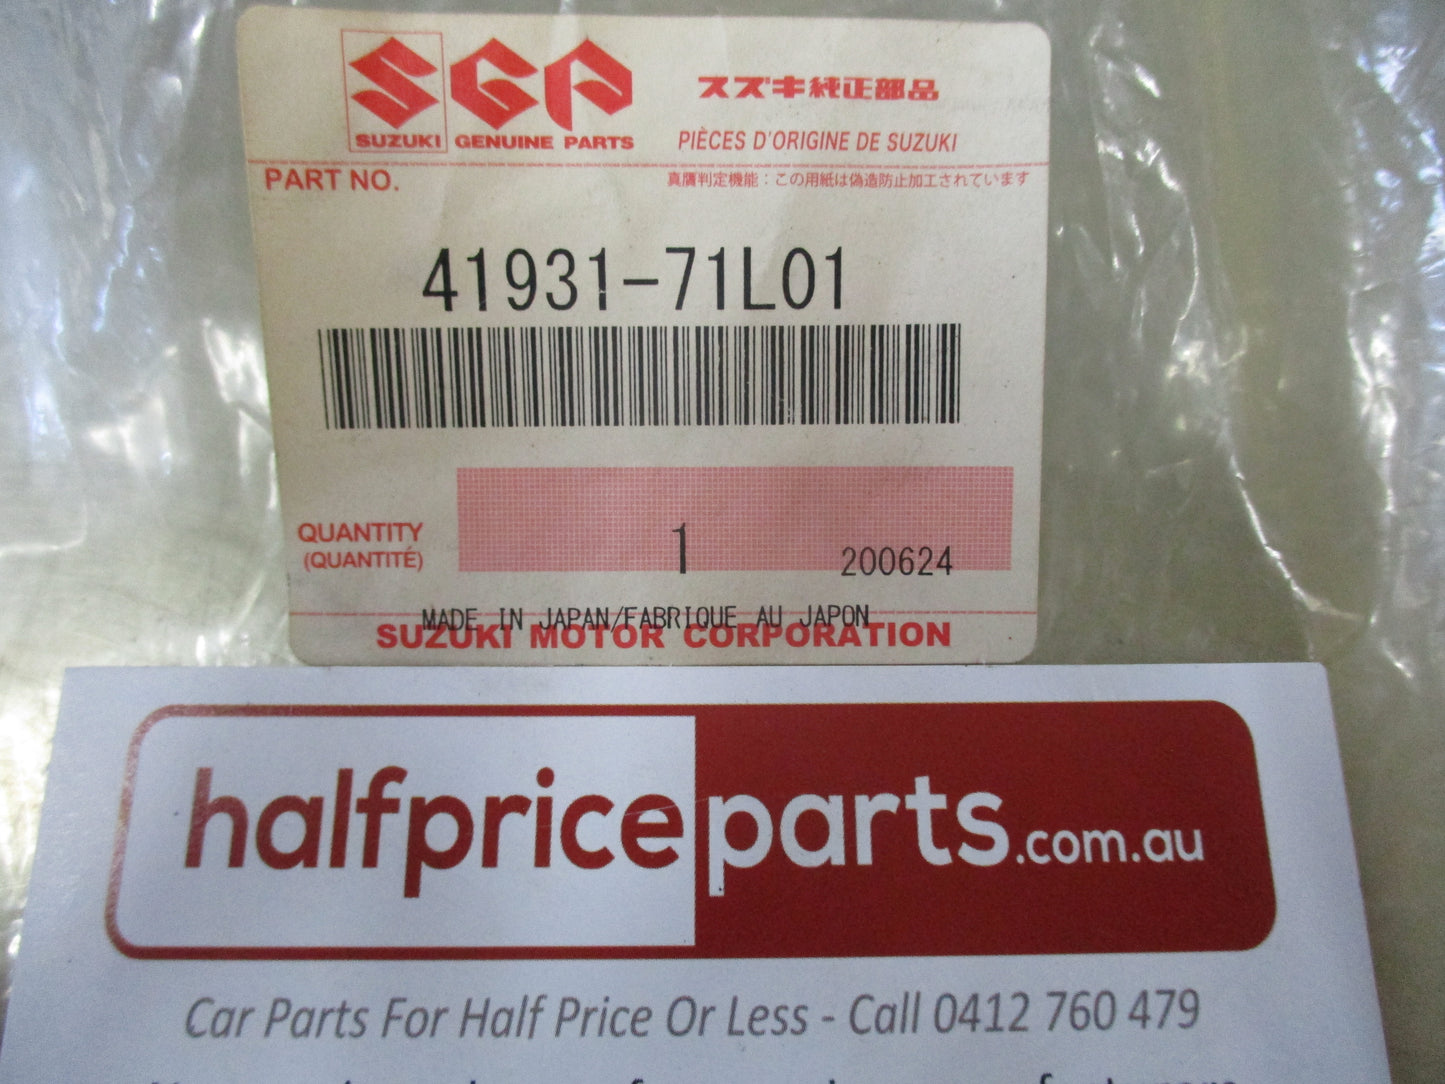 SGP
スズキ純正部品
SUZUKI GENUINE PARTS
PIÈCES D'ORIGINE DE SUZUKI
PART NO.
真贋判定機能：この用紙は偽造防止加工されています
41931-71L01
QUANTITY
(QUANTITÉ)
1
200624
MADE IN JAPAN/FABRIQUE AU JAPON
SUZUKI MOTOR CORPORATION
halfpriceparts.com.au
Car Parts For Half Price Or Less - Call 0412 760 479